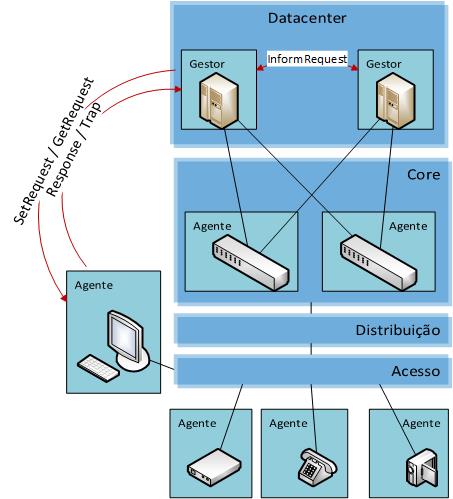 Datacenter
Gestor
InformRequest
Gestor
SetRequest / GetRequest
Response / Trap
Core
Agente
Agente
Agente
Distribuição
Acesso
Agente
Agente
Agente